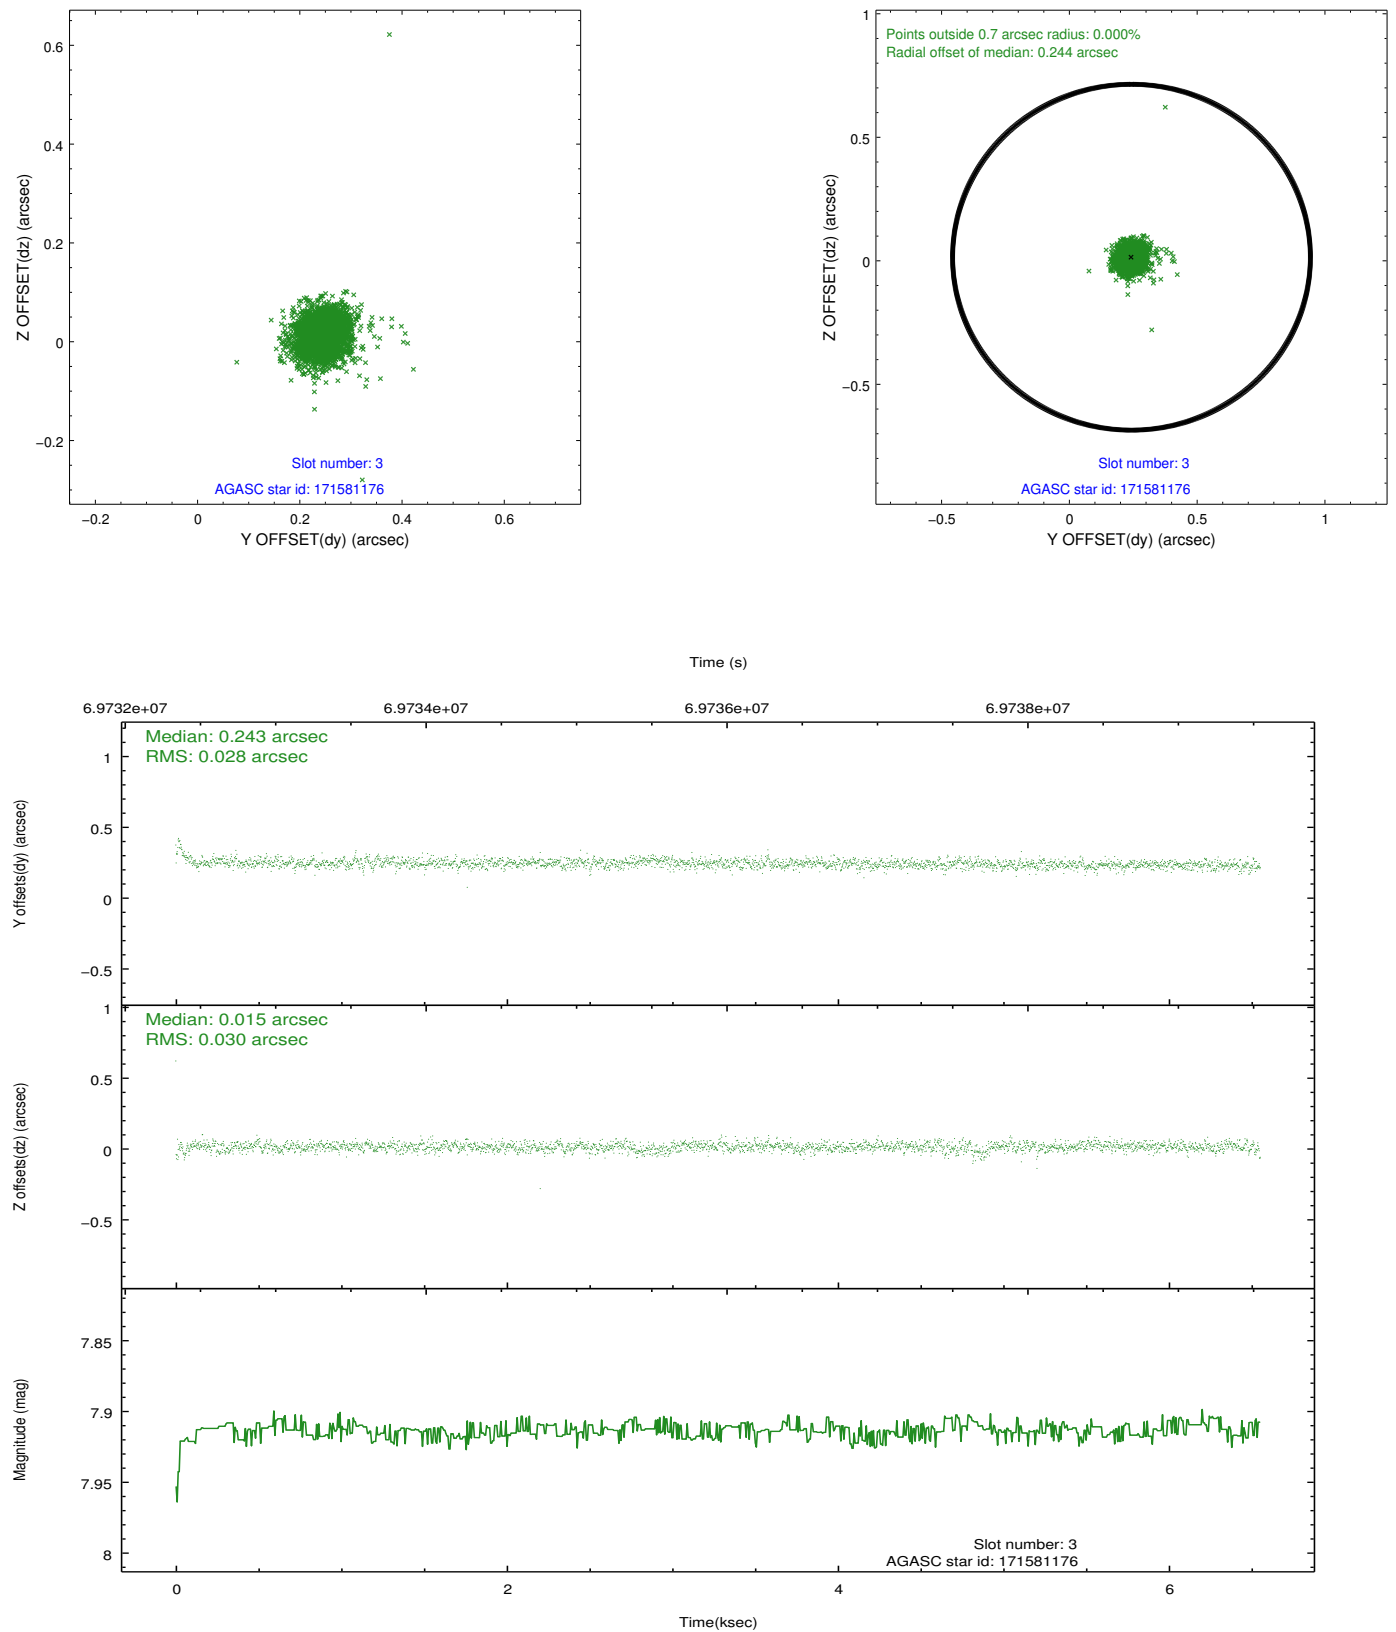 0.6
0.4
0.2
0
−0.2
Z OFFSET(dz) (arcsec)
Slot number: 3
AGASC star id: 171581176
−0.2 0 0.2 0.4 0.6
Y OFFSET(dy) (arcsec)
Points outside 0.7 arcsec radius: 0.000%
Radial offset of median: 0.244 arcsec
1
0.5
0
−0.5
Z OFFSET(dz) (arcsec)
Slot number: 3
AGASC star id: 171581176
−0.5 0 0.5 1
Y OFFSET(dy) (arcsec)
Time (s)
6.9732e+07 6.9734e+07 6.9736e+07 6.9738e+07
Median: 0.243 arcsec
RMS: 0.028 arcsec
1
0.5
0
−0.5
Y offsets(dy) (arcsec)
Median: 0.015 arcsec
RMS: 0.030 arcsec
1
0.5
0
−0.5
Z offsets(dz) (arcsec)
7.85
7.9
7.95
8
Magnitude (mag)
Slot number: 3
AGASC star id: 171581176
0 2 4 6
Time(ksec)